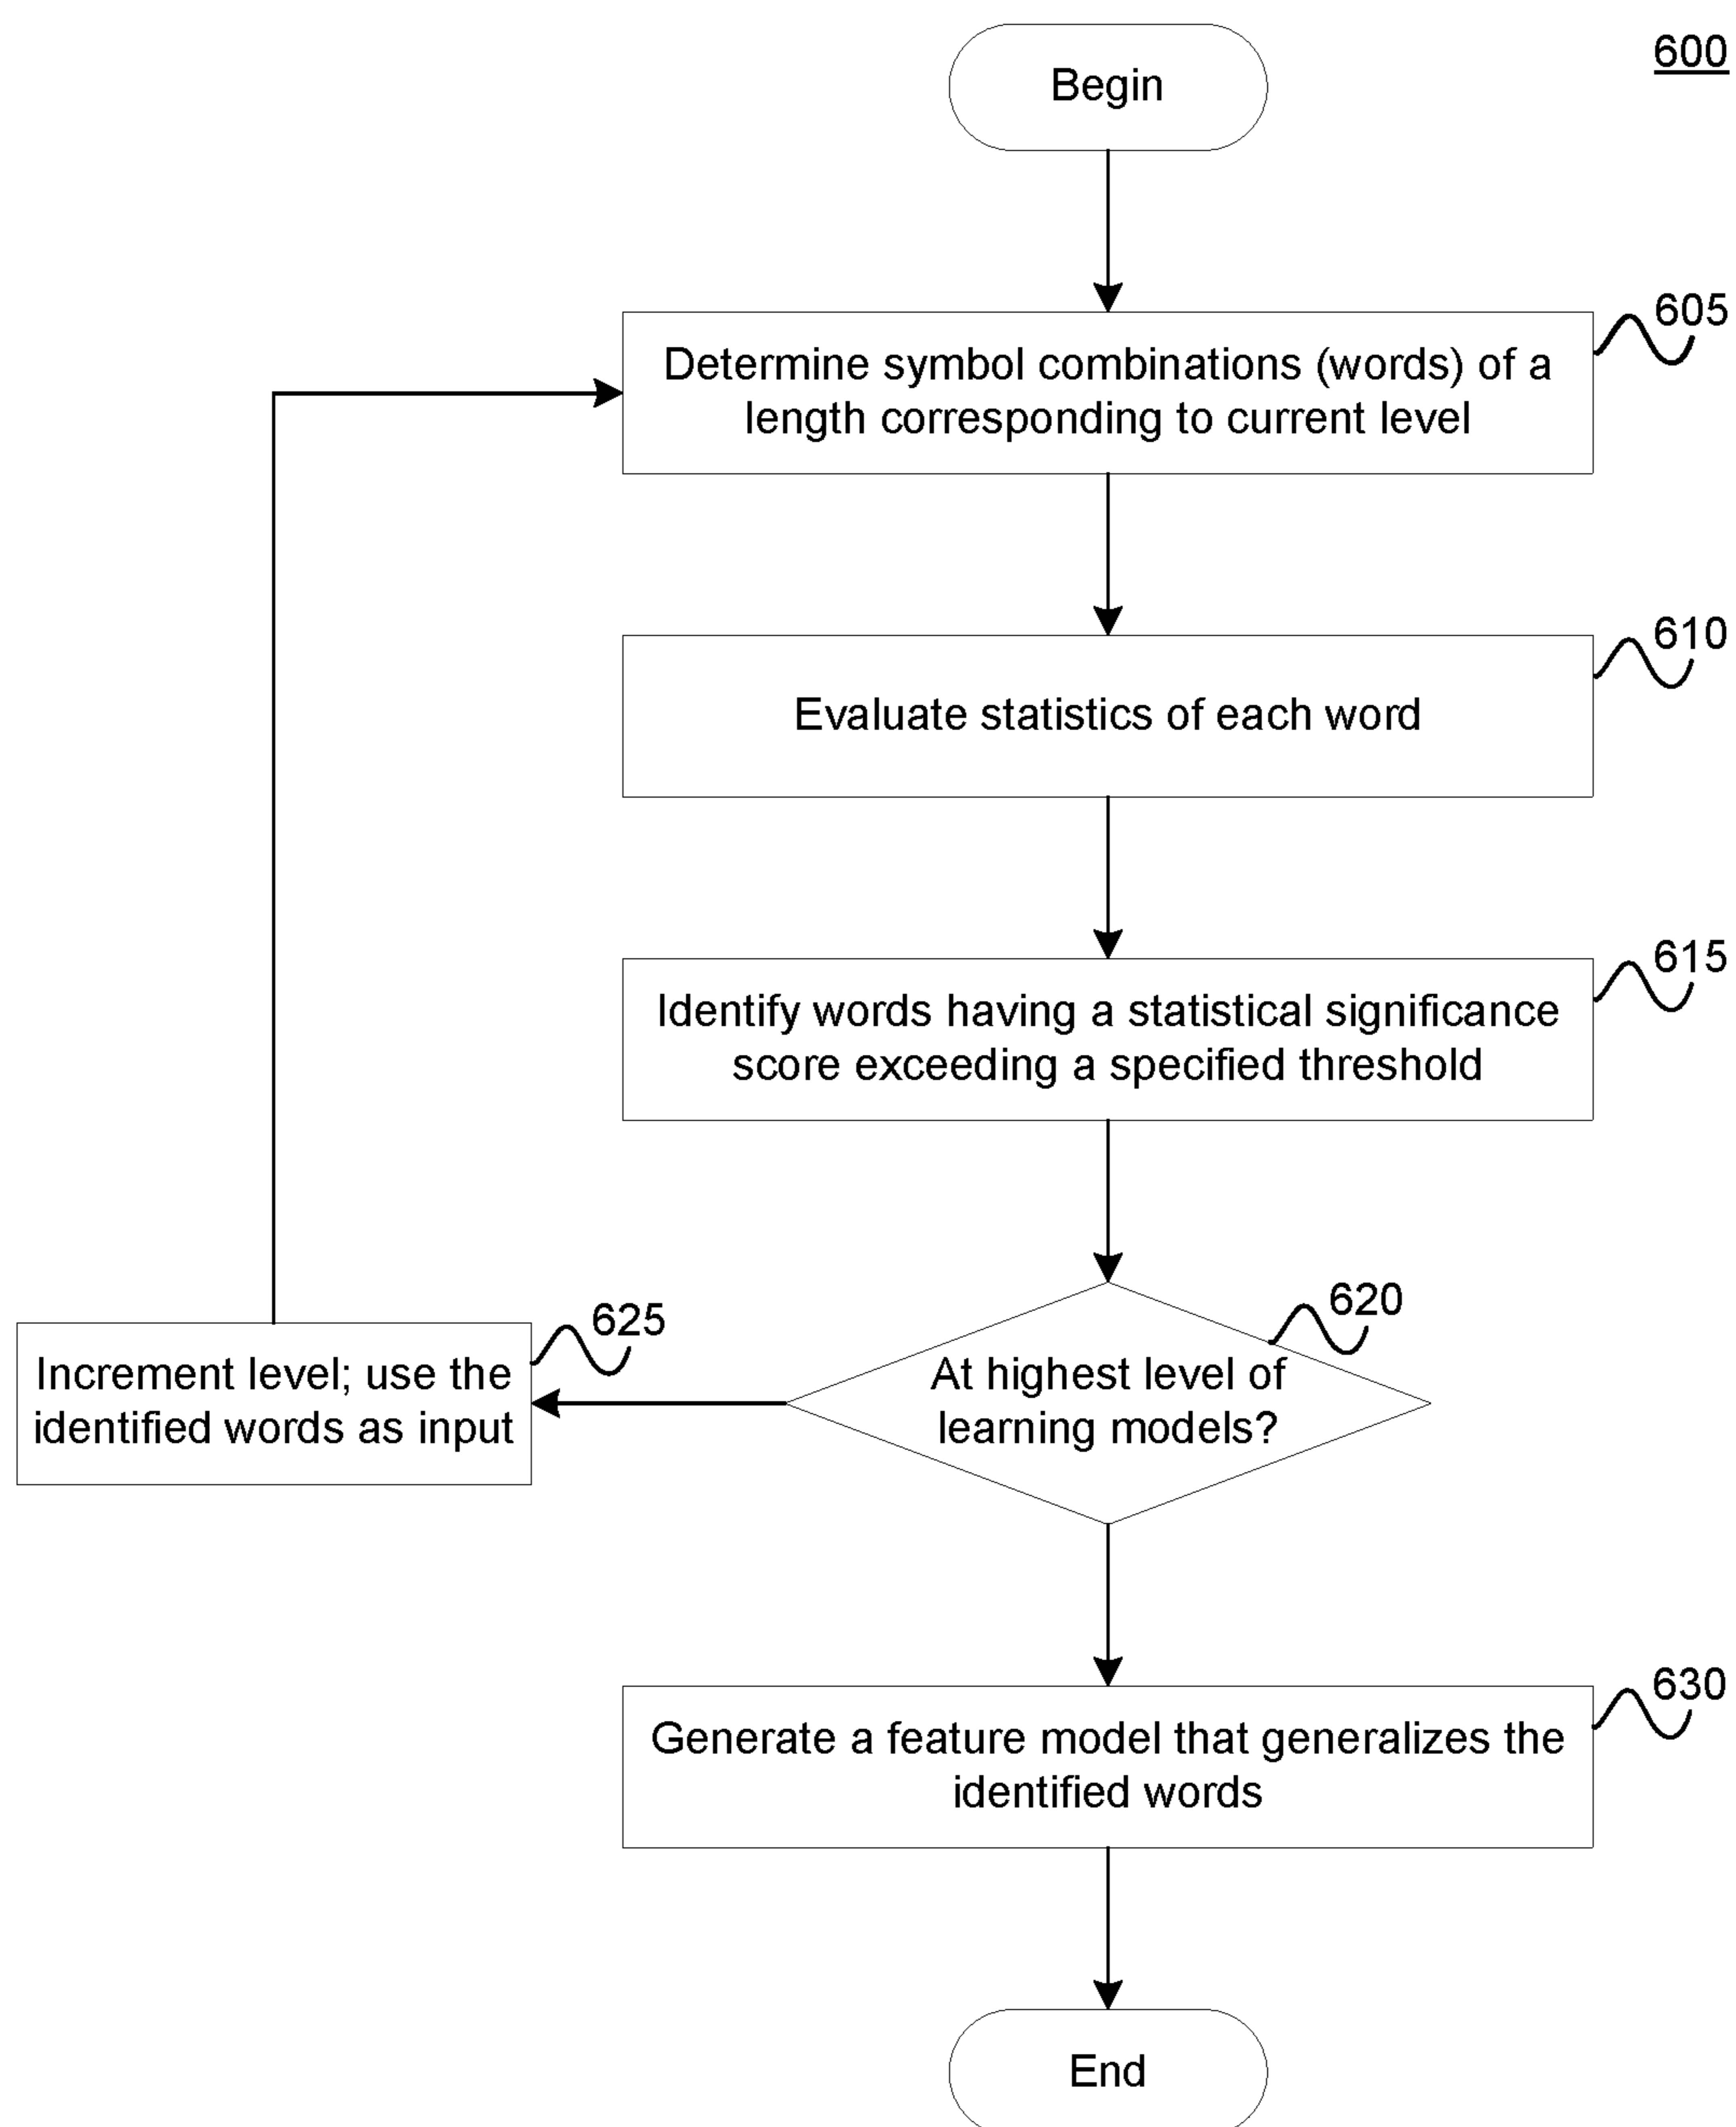 600
Begin
605
Determine symbol combinations (words) of a
length corresponding to current level
610
Evaluate statistics of each word
615
Identify words having a statistical significance
score exceeding a specified threshold
620
At highest level of
learning models?
625
Increment level; use the
identified words as input
630
Generate a feature model that generalizes the
identified words
End